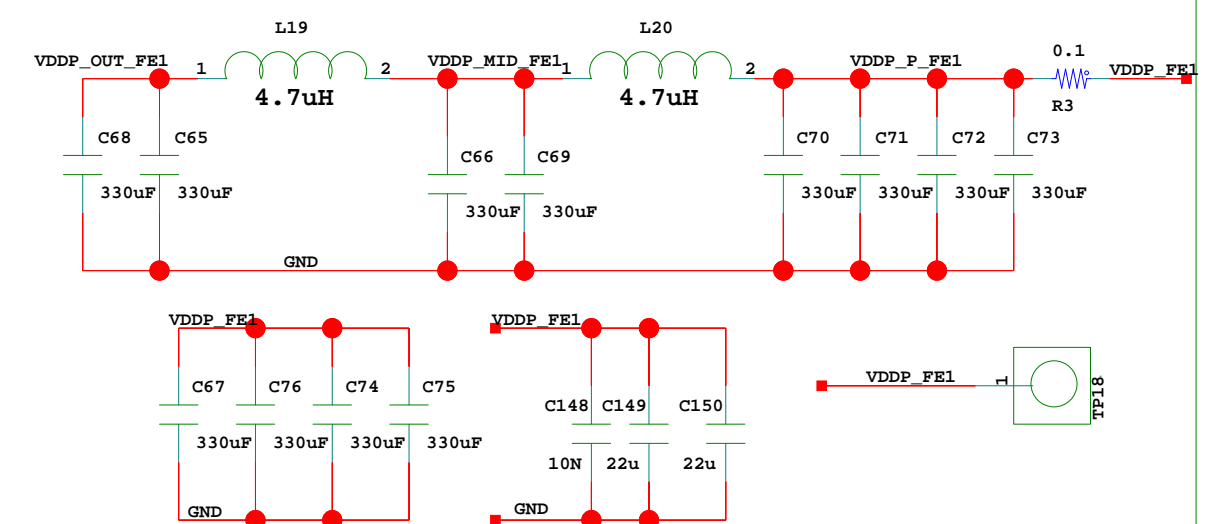 L19 L20
VDDP_OUT_FE1 1 2 VDDP_MID_FE1 1 2 VDDP_P_FE1 0.1 VDDP_FE1
4.7uH 4.7uH R3
C68 C65 C66 C69 C70 C71 C72 C73
330uF 330uF 330uF 330uF 330uF 330uF 330uF 330uF
GND
VDDP_FE1 VDDP_FE1
VDDP_FE1 1 TP18
C67 C76 C74 C75 C148 C149 C150
330uF 330uF 330uF 330uF 10N 22u 22u
GND GND